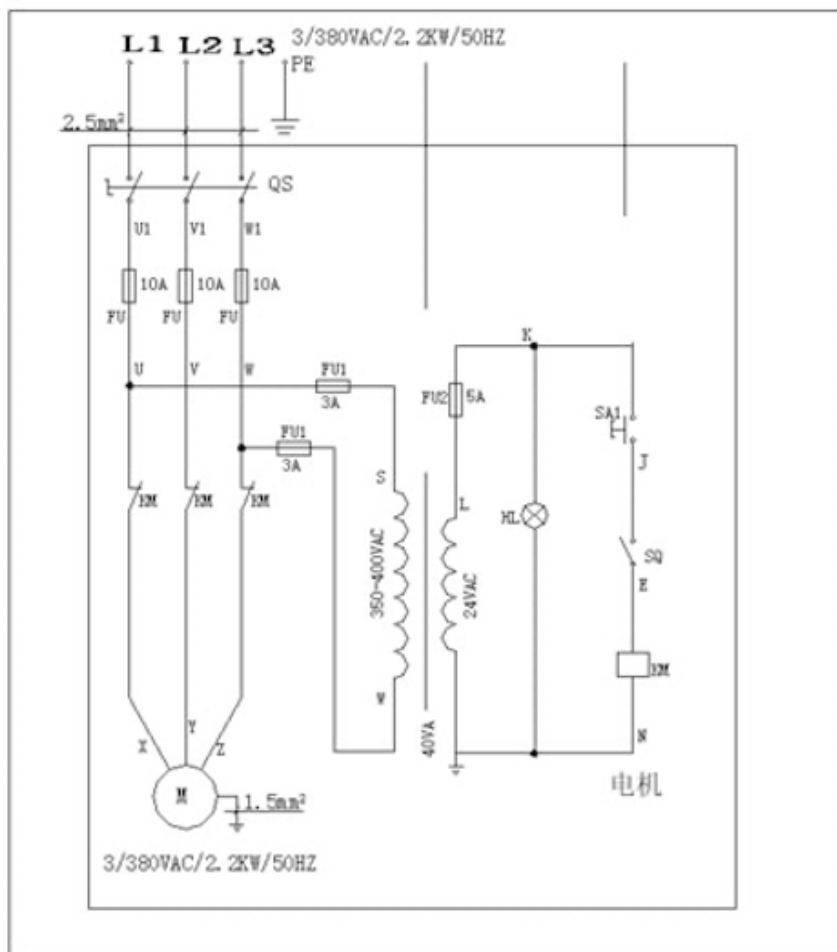 L1 L2 L3
3/380VAC/2.2KW/50HZ
PE
2.5mm²
QS
U1 V1 W1
10A 10A 10A
FU FU FU
U V W
FU1
3A
FU1
3A
FU2 5A
K
SA1
J
S
L
HL
350~400VAC
24VAC
E
KM KM KM
KM
W
40VA
N
X Y Z
M
1.5mm²
电机
3/380VAC/2.2KW/50HZ